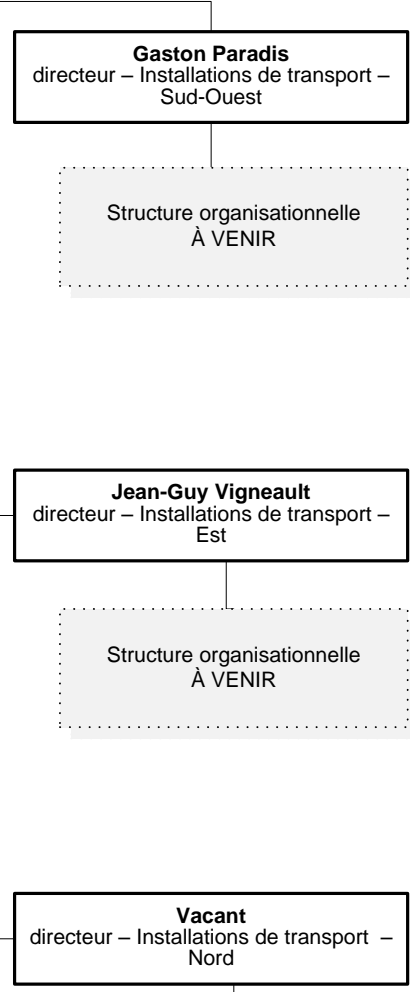 Gaston Paradis
directeur – Installations de transport –
Sud-Ouest
Structure organisationnelle
À VENIR
Jean-Guy Vigneault
directeur – Installations de transport –
Est
Structure organisationnelle
À VENIR
Vacant
directeur – Installations de transport –
Nord